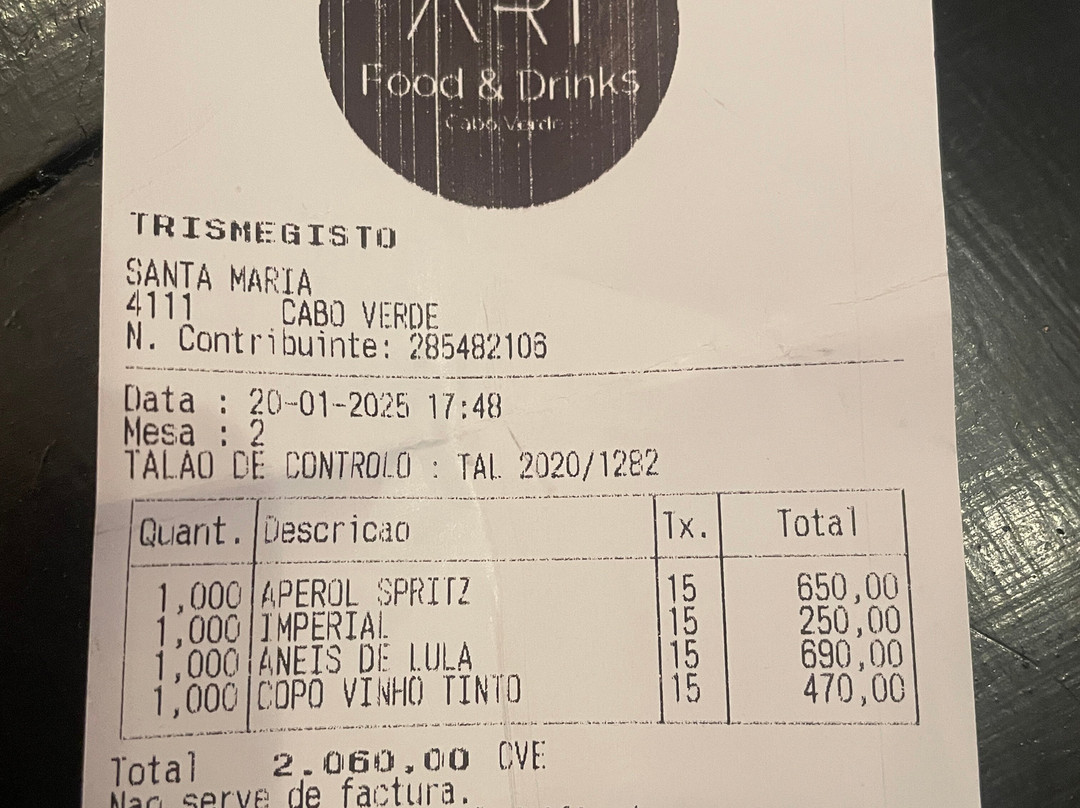 Food & Drinks
Cabo Verde
TRISMEGISTO
SANTA MARIA
4111 CABO VERDE
N. Contribuinte: 285482106
Data : 20-01-2025 17:48
Mesa : 2
TALAO DE CONTROLO : TAL 2020/1282
Quant. Descricao Tx. Total
1,000 APEROL SPRITZ 15 650,00
1,000 IMPERIAL 15 250,00
1,000 ANEIS DE LULA 15 690,00
1,000 COPO VINHO TINTO 15 470,00
Total 2.060,00 CVE
Nao serve de factura.